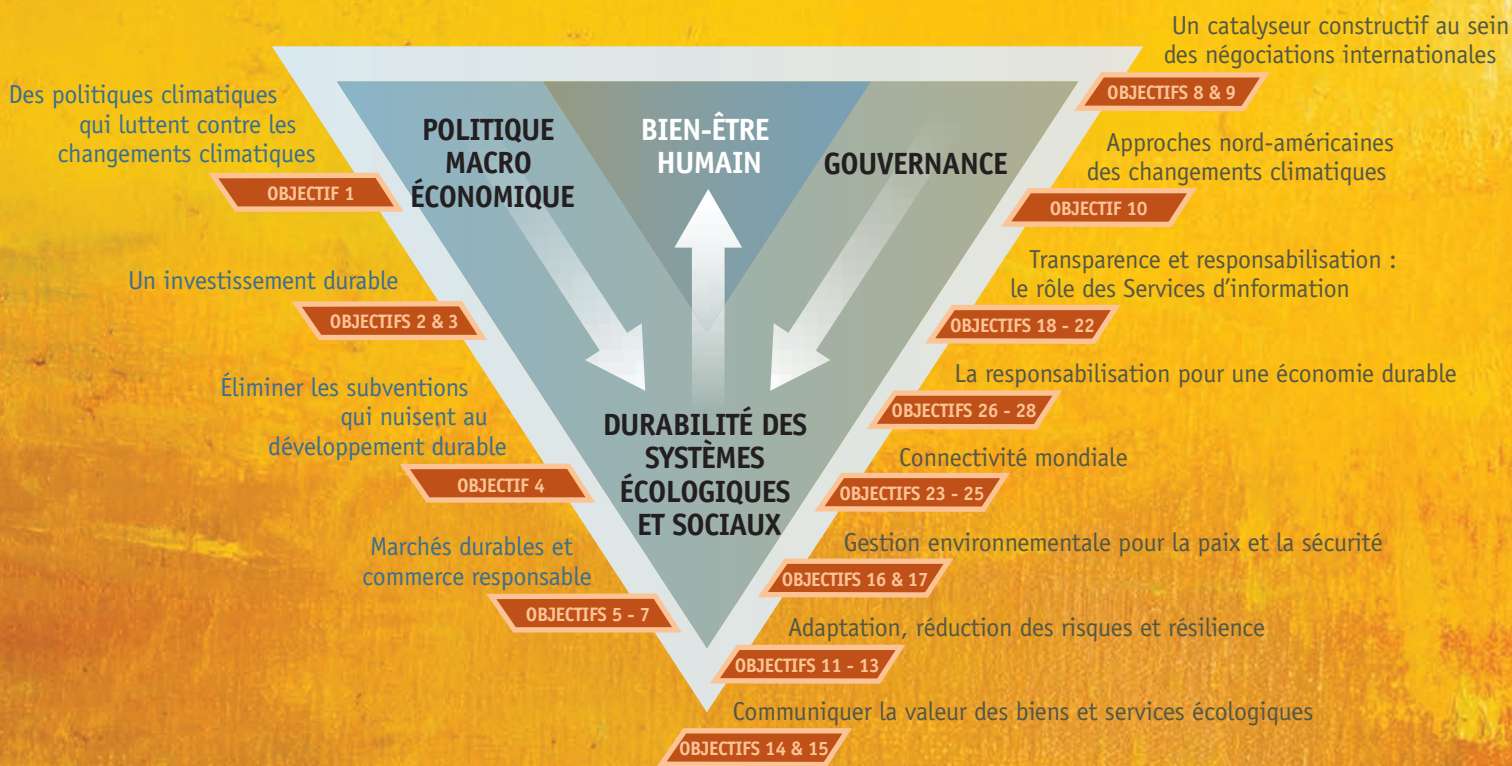 Des politiques climatiques
qui luttent contre les
changements climatiques
OBJECTIF 1
Un investissement durable
OBJECTIFS 2 & 3
Éliminer les subventions
qui nuisent au
développement durable
OBJECTIF 4
Marchés durables et
commerce responsable
OBJECTIFS 5 - 7
POLITIQUE
MACRO
ÉCONOMIQUE
BIEN-ÊTRE
HUMAIN
GOUVERNANCE
DURABILITÉ DES
SYSTÈMES
ÉCOLOGIQUES
ET SOCIAUX
Un catalyseur constructif au sein
des négociations internationales
OBJECTIFS 8 & 9
Approches nord-américaines
des changements climatiques
OBJECTIF 10
Transparence et responsabilisation :
le rôle des Services d’information
OBJECTIFS 18 - 22
La responsabilisation pour une économie durable
OBJECTIFS 26 - 28
Connectivité mondiale
OBJECTIFS 23 - 25
Gestion environnementale pour la paix et la sécurité
OBJECTIFS 16 & 17
Adaptation, réduction des risques et résilience
OBJECTIFS 11 - 13
Communiquer la valeur des biens et services écologiques
OBJECTIFS 14 & 15